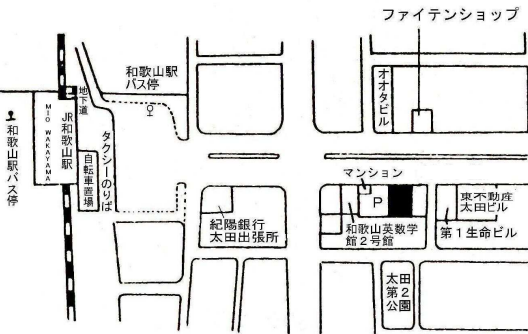 ファイテンショップ
和歌山駅
バス停
オオタビル
地下道
MIO WAKAYAMA
JR和歌山駅
タクシーのりば
自転車置場
和歌山駅バス停
マンション
P
紀陽銀行
太田出張所
和歌山英数学
館2号館
東不動産
太田ビル
第1生命ビル
太田
第2
公園